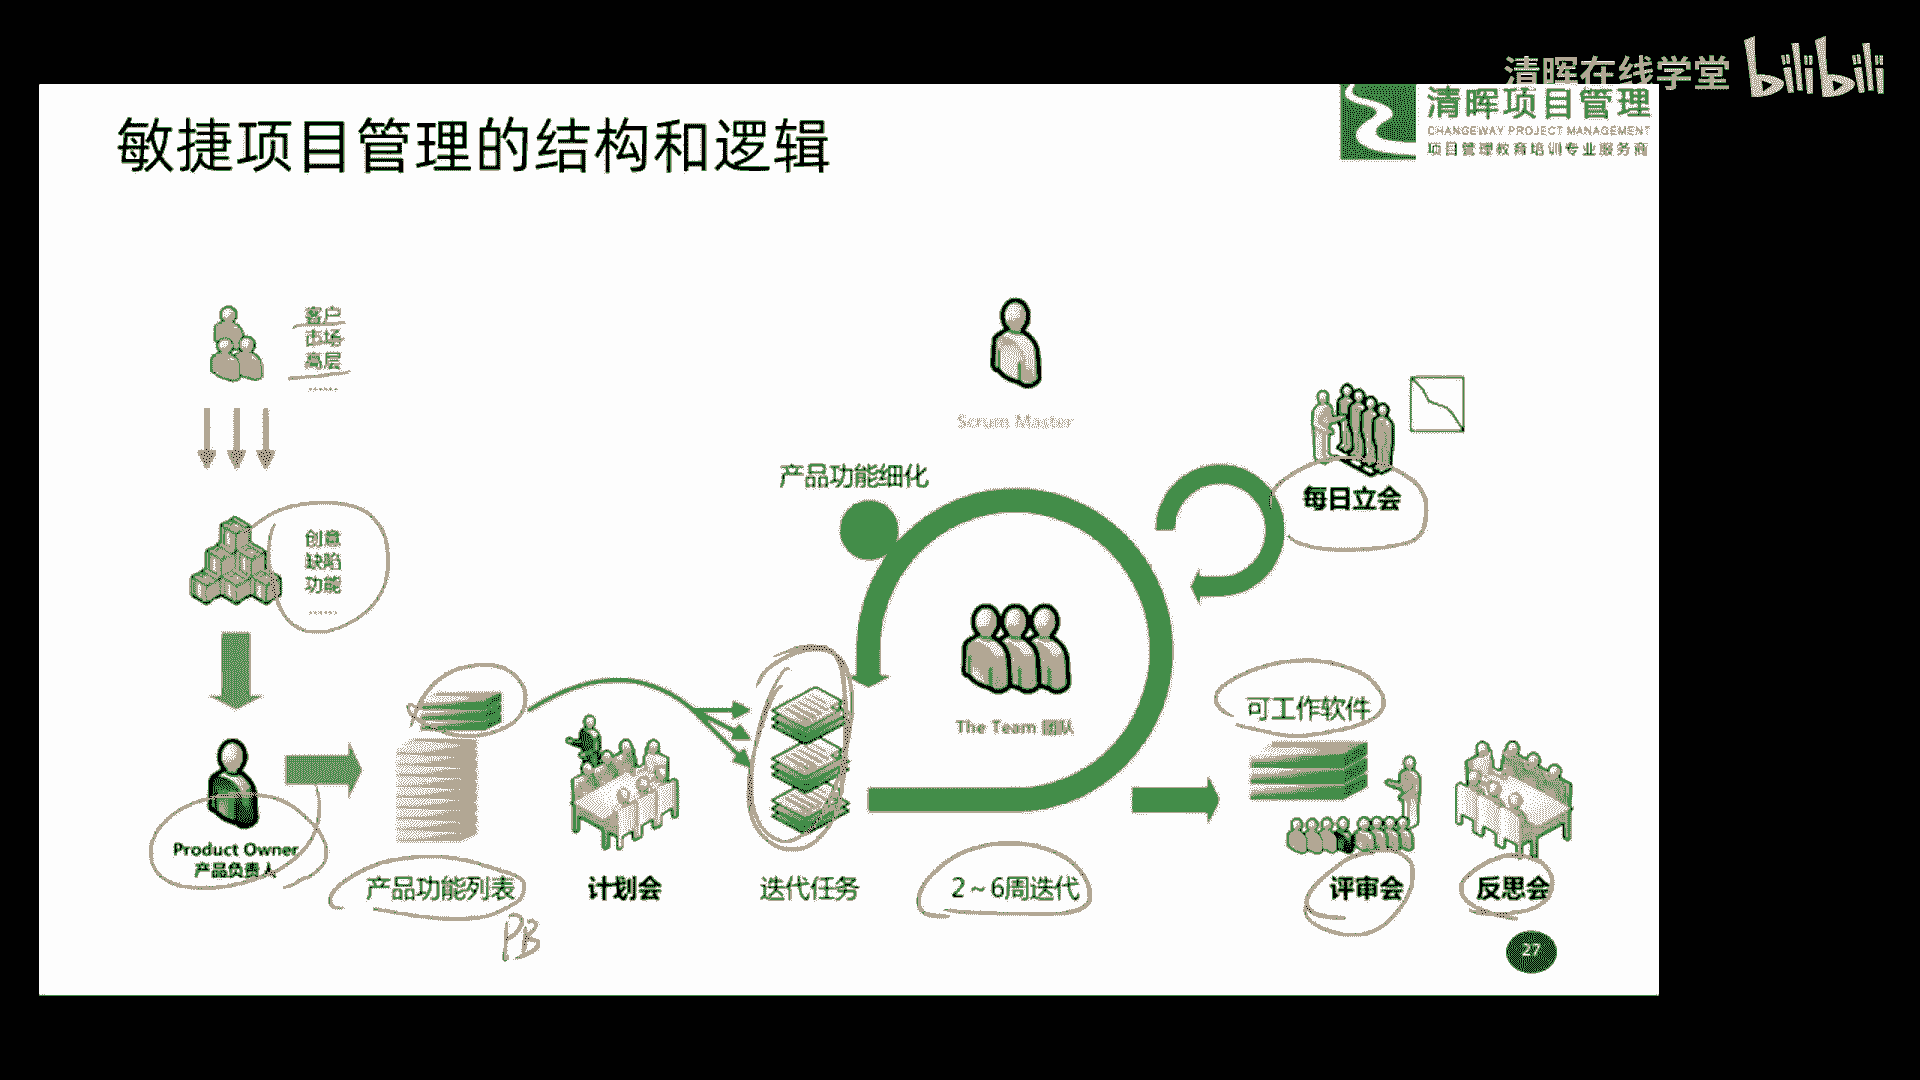 清晖在线学堂 bilibili
清晖项目管理
CHANGEWAY PROJECT MANAGEMENT
项目管理教育培训专业服务商
敏捷项目管理的结构和逻辑
客户
市场
高层
……
创意
缺陷
功能
……
Product Owner
产品负责人
产品功能列表
PB
计划会
迭代任务
产品功能细化
Scrum Master
The Team 团队
2~6周迭代
每日立会
可工作软件
评审会
反思会
27